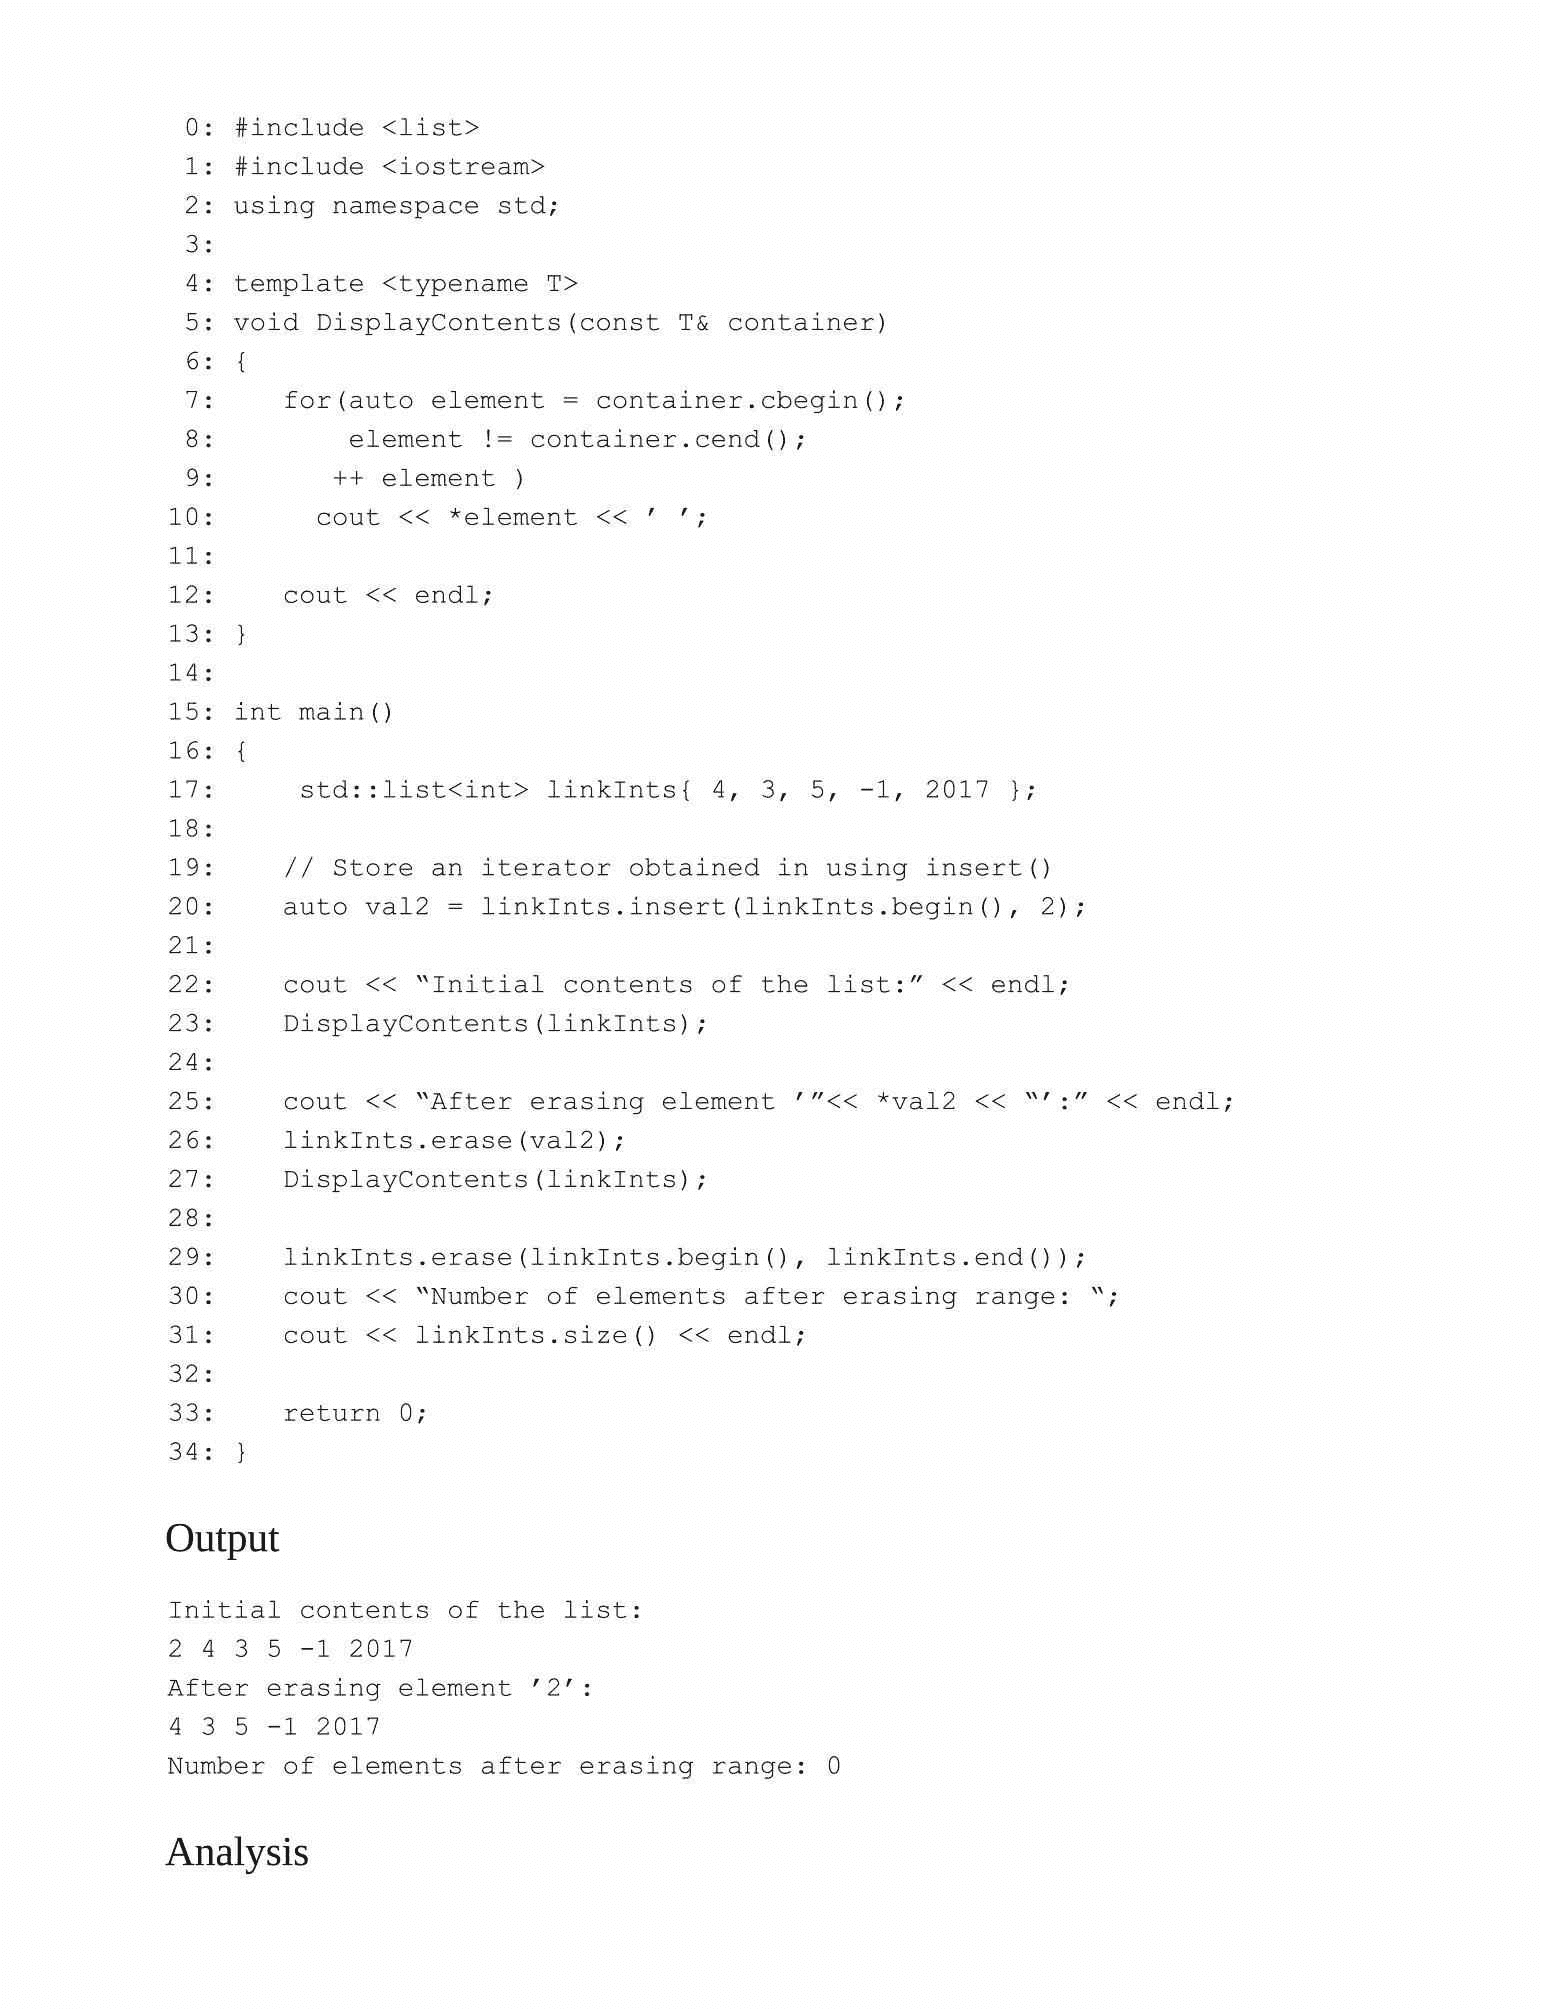 0: #include <list>
1: #include <iostream>
2: using namespace std;
3:
4: template <typename T>
5: void DisplayContents(const T& container)
6: {
7:    for(auto element = container.cbegin();
8:        element != container.cend();
9:       ++ element )
10:      cout << *element << ’ ’;
11:
12:    cout << endl;
13: }
14:
15: int main()
16: {
17:     std::list<int> linkInts{ 4, 3, 5, -1, 2017 };
18:
19:    // Store an iterator obtained in using insert()
20:    auto val2 = linkInts.insert(linkInts.begin(), 2);
21:
22:    cout << “Initial contents of the list:” << endl;
23:    DisplayContents(linkInts);
24:
25:    cout << “After erasing element ’”<< *val2 << “’:” << endl;
26:    linkInts.erase(val2);
27:    DisplayContents(linkInts);
28:
29:    linkInts.erase(linkInts.begin(), linkInts.end());
30:    cout << “Number of elements after erasing range: “;
31:    cout << linkInts.size() << endl;
32:
33:    return 0;
34: }
Output
Initial contents of the list:
2 4 3 5 -1 2017
After erasing element ’2’:
4 3 5 -1 2017
Number of elements after erasing range: 0
Analysis